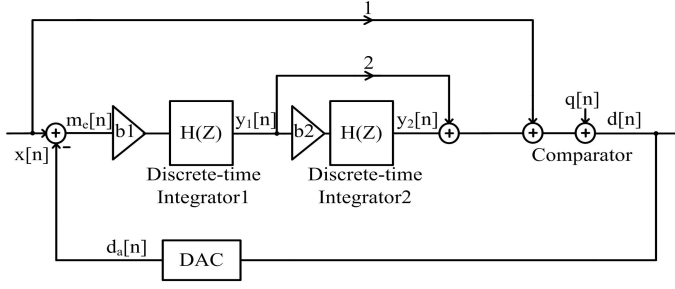 1
2
q[n]
mₑ[n]
b1
H(Z)
y₁[n]
b2
H(Z)
y₂[n]
d[n]
x[n]
Comparator
Discrete-time
Integrator1
Discrete-time
Integrator2
dₐ[n]
DAC